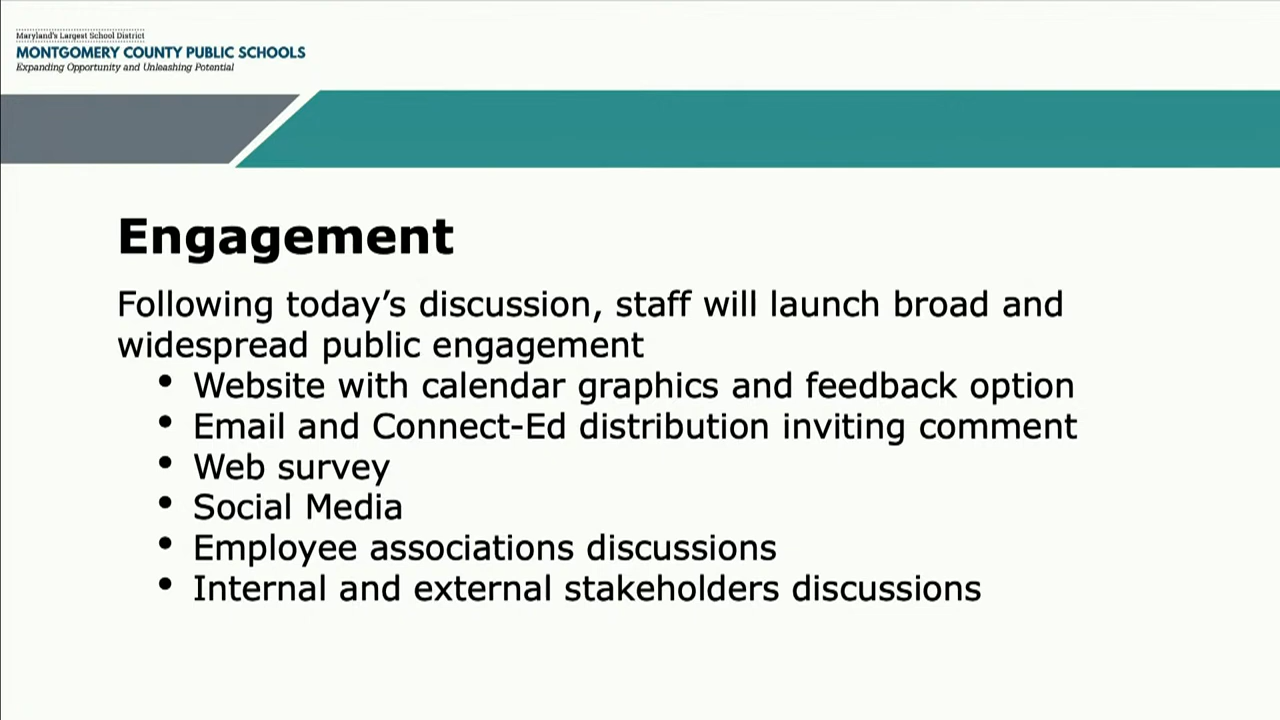 Maryland's Largest School District
MONTGOMERY COUNTY PUBLIC SCHOOLS
Expanding Opportunity and Unleashing Potential
Engagement
Following today's discussion, staff will launch broad and
widespread public engagement
• Website with calendar graphics and feedback option
• Email and Connect-Ed distribution inviting comment
• Web survey
• Social Media
• Employee associations discussions
• Internal and external stakeholders discussions